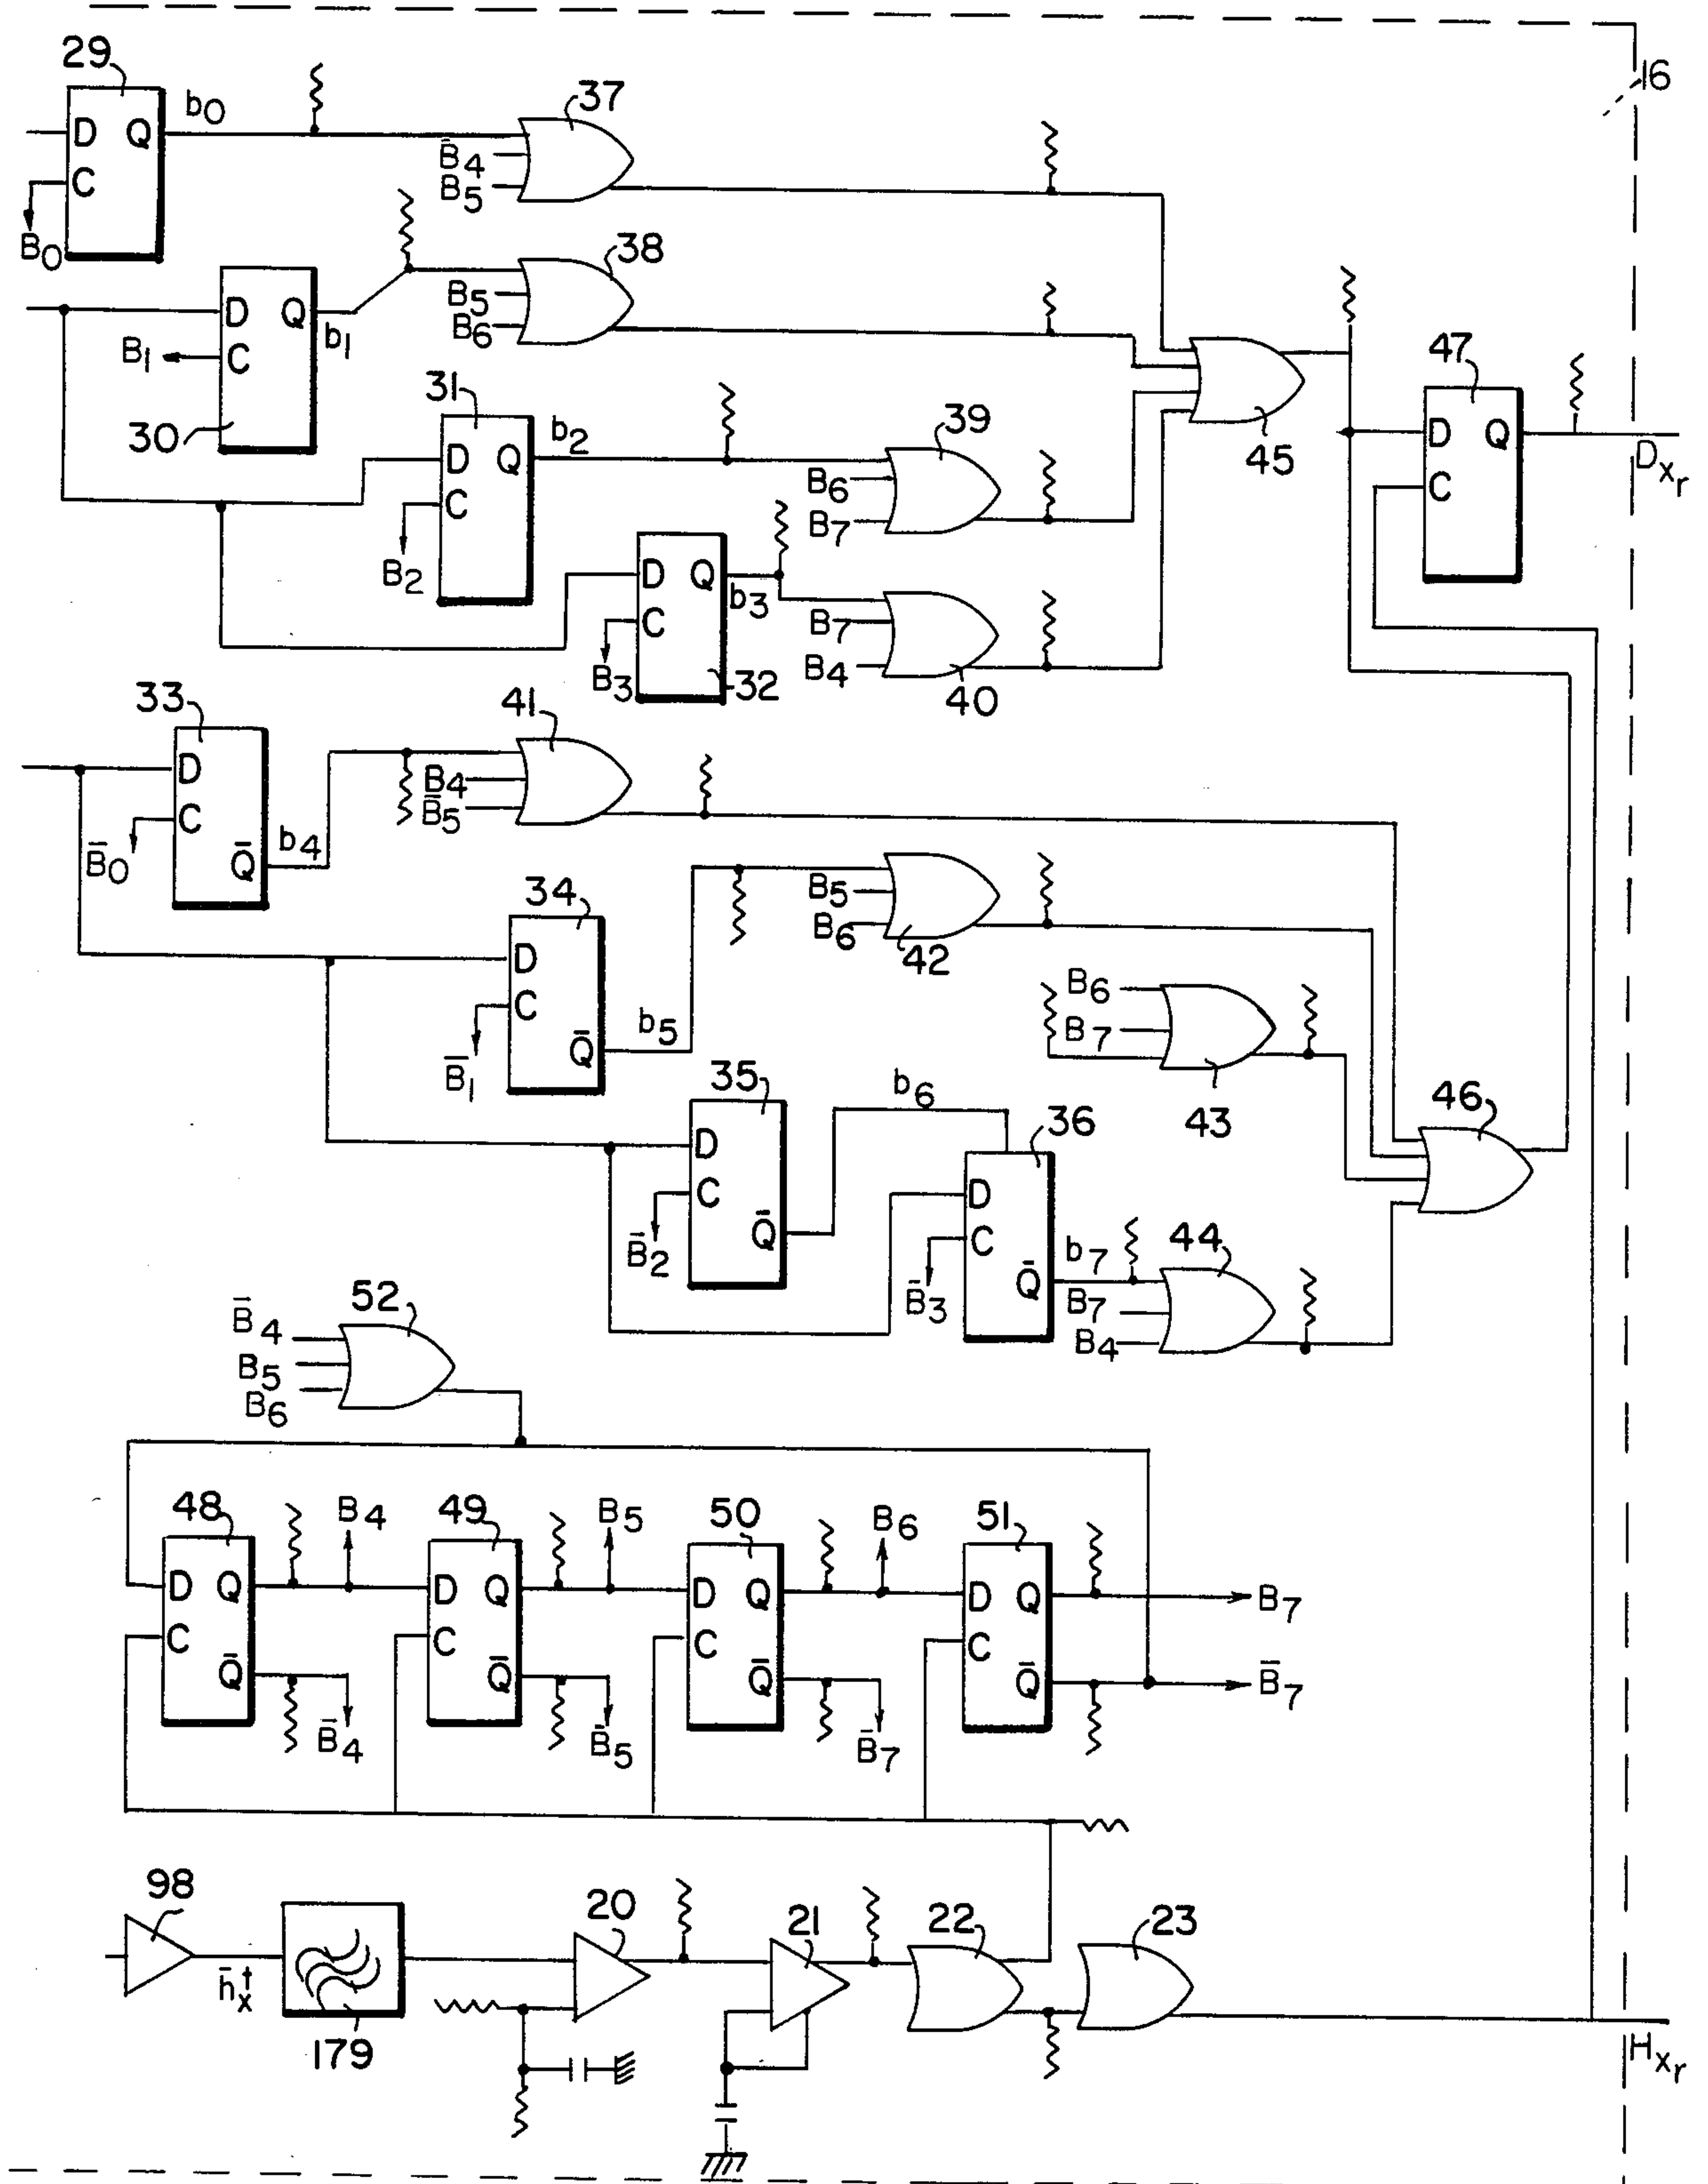 29
b0
37
16
D Q
B̄4
C
B5
B0
38
D Q
B5
b1
B6
B1
C
47
31
30
b2
39
D Q
D Q
45
Dxr
C
B6
C
B7
B2
D Q
b3
C
B7
B3
32
B4
40
33
41
D
B4
C
B̄5
B̄0
b4
Q̄
34
B5
B6
42
D
C
B6
b5
B7
B̄1
Q̄
43
35
b6
46
36
D
D
C
C
b7
44
B̄2
Q̄
Q̄
B̄3
B7
B4
52
B̄4
B5
B6
48
B4
49
B5
50
B6
51
D Q
D Q
D Q
D Q
B7
C
C
C
C
Q̄
Q̄
Q̄
Q̄
B̄7
B̄4
B̄5
B̄7
98
20
21
22
23
h̄x†
179
Hxr